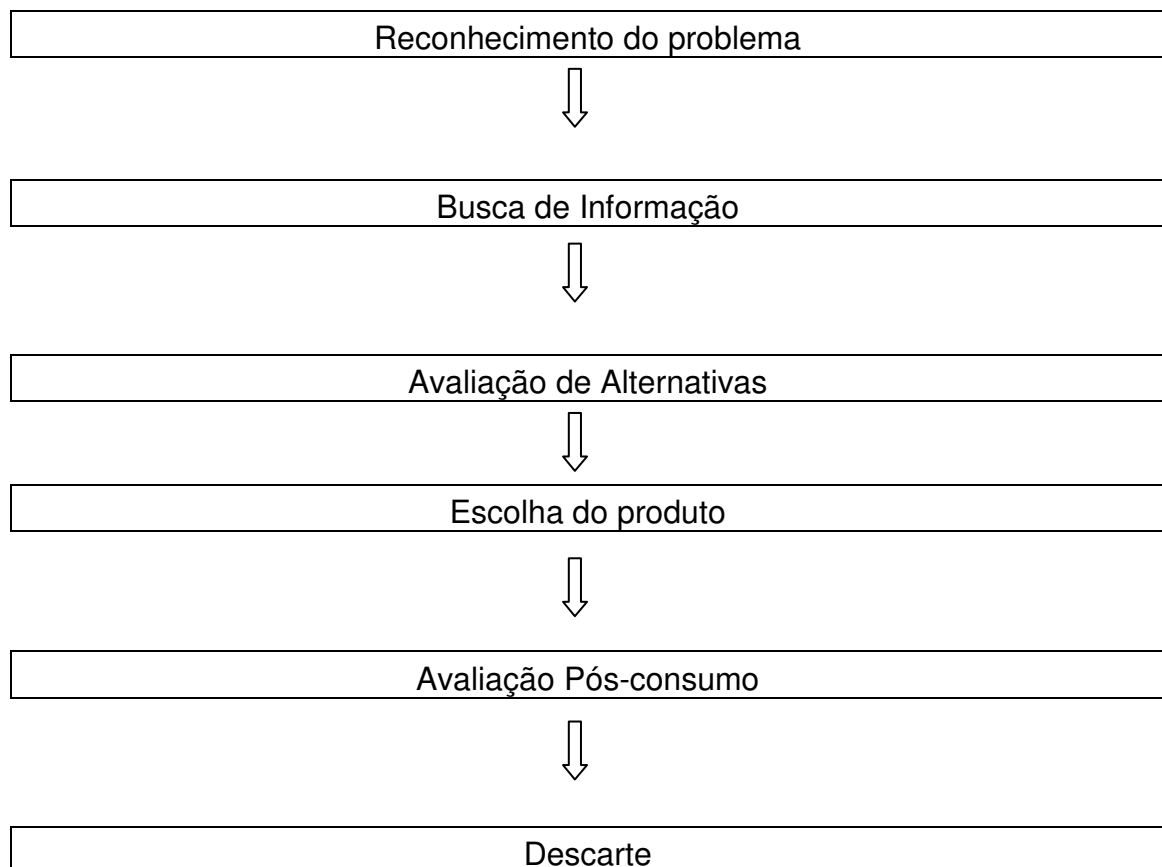 Reconhecimento do problema
Busca de Informação
Avaliação de Alternativas
Escolha do produto
Avaliação Pós-consumo
Descarte